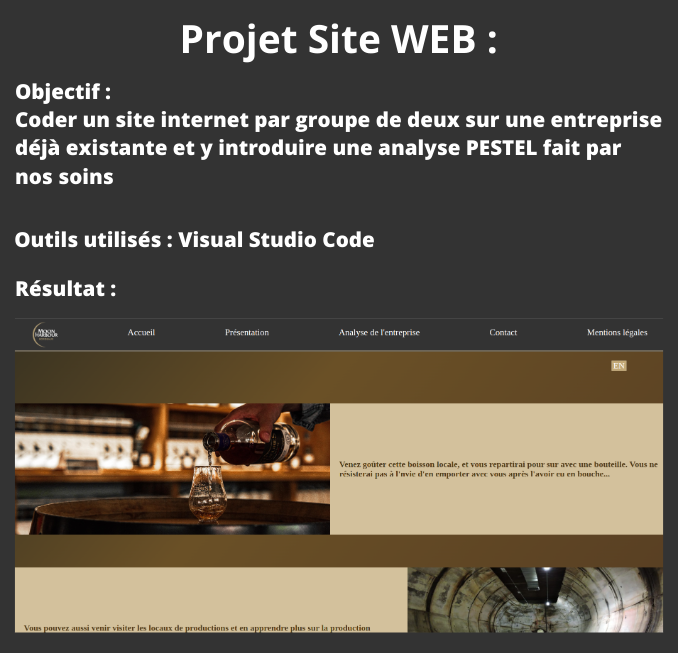 Projet Site WEB :
Objectif :
Coder un site internet par groupe de deux sur une entreprise
déjà existante et y introduire une analyse PESTEL fait par
nos soins
Outils utilisés : Visual Studio Code
Résultat :
MOON
HARBOUR
Accueil
Présentation
Analyse de l'entreprise
Contact
Mentions légales
EN
Venez goûter cette boisson locale, et vous repartirai pour sur avec une bouteille. Vous ne
résisterai pas à l'nvie d'en emporter avec vous après l'avoir eu en bouche...
Vous pouvez aussi venir visiter les locaux de productions et en apprendre plus sur la production